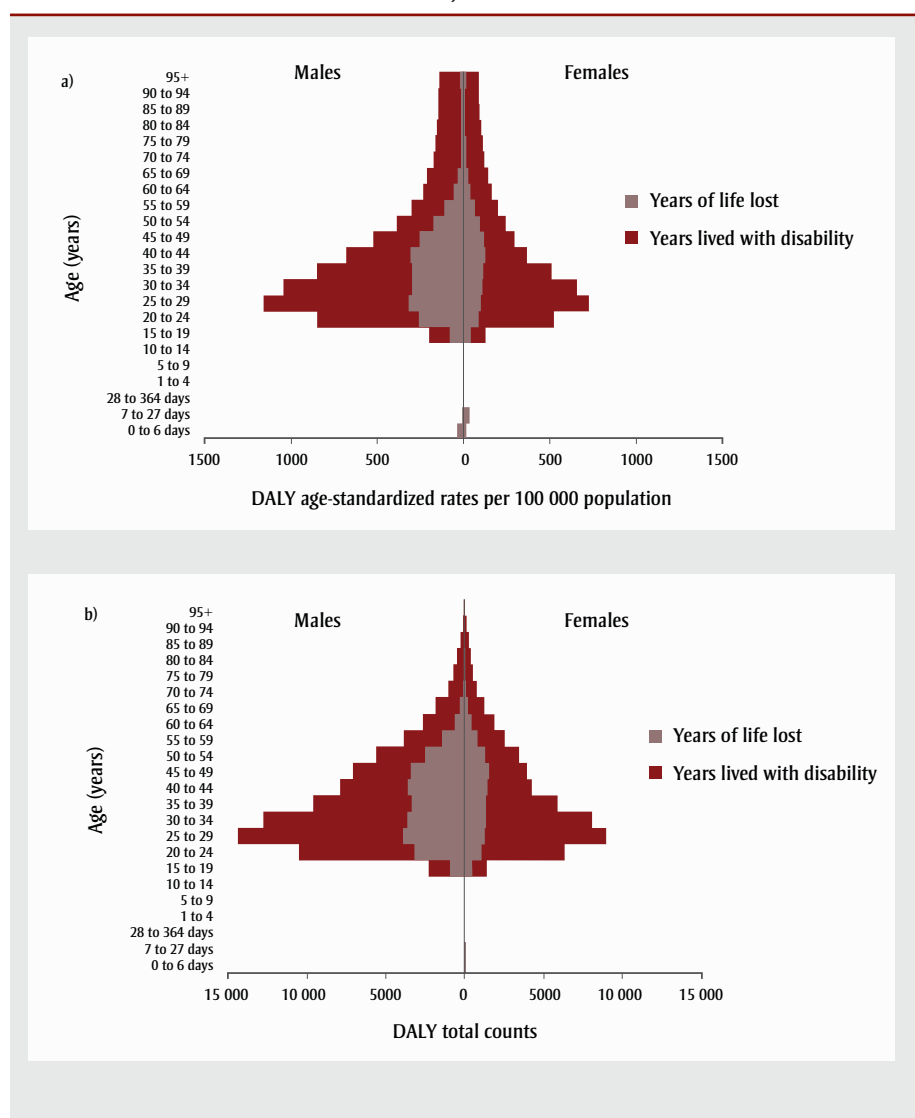 a)
Males
Females
95+
90 to 94
85 to 89
80 to 84
75 to 79
70 to 74
65 to 69
60 to 64
55 to 59
50 to 54
45 to 49
40 to 44
35 to 39
30 to 34
25 to 29
20 to 24
15 to 19
10 to 14
5 to 9
1 to 4
28 to 364 days
7 to 27 days
0 to 6 days
Age (years)
Years of life lost
Years lived with disability
1500 1000 500 0 500 1000 1500
DALY age-standardized rates per 100 000 population
b)
Males
Females
95+
90 to 94
85 to 89
80 to 84
75 to 79
70 to 74
65 to 69
60 to 64
55 to 59
50 to 54
45 to 49
40 to 44
35 to 39
30 to 34
25 to 29
20 to 24
15 to 19
10 to 14
5 to 9
1 to 4
28 to 364 days
7 to 27 days
0 to 6 days
Age (years)
Years of life lost
Years lived with disability
15 000 10 000 5000 0 5000 10 000 15 000
DALY total counts